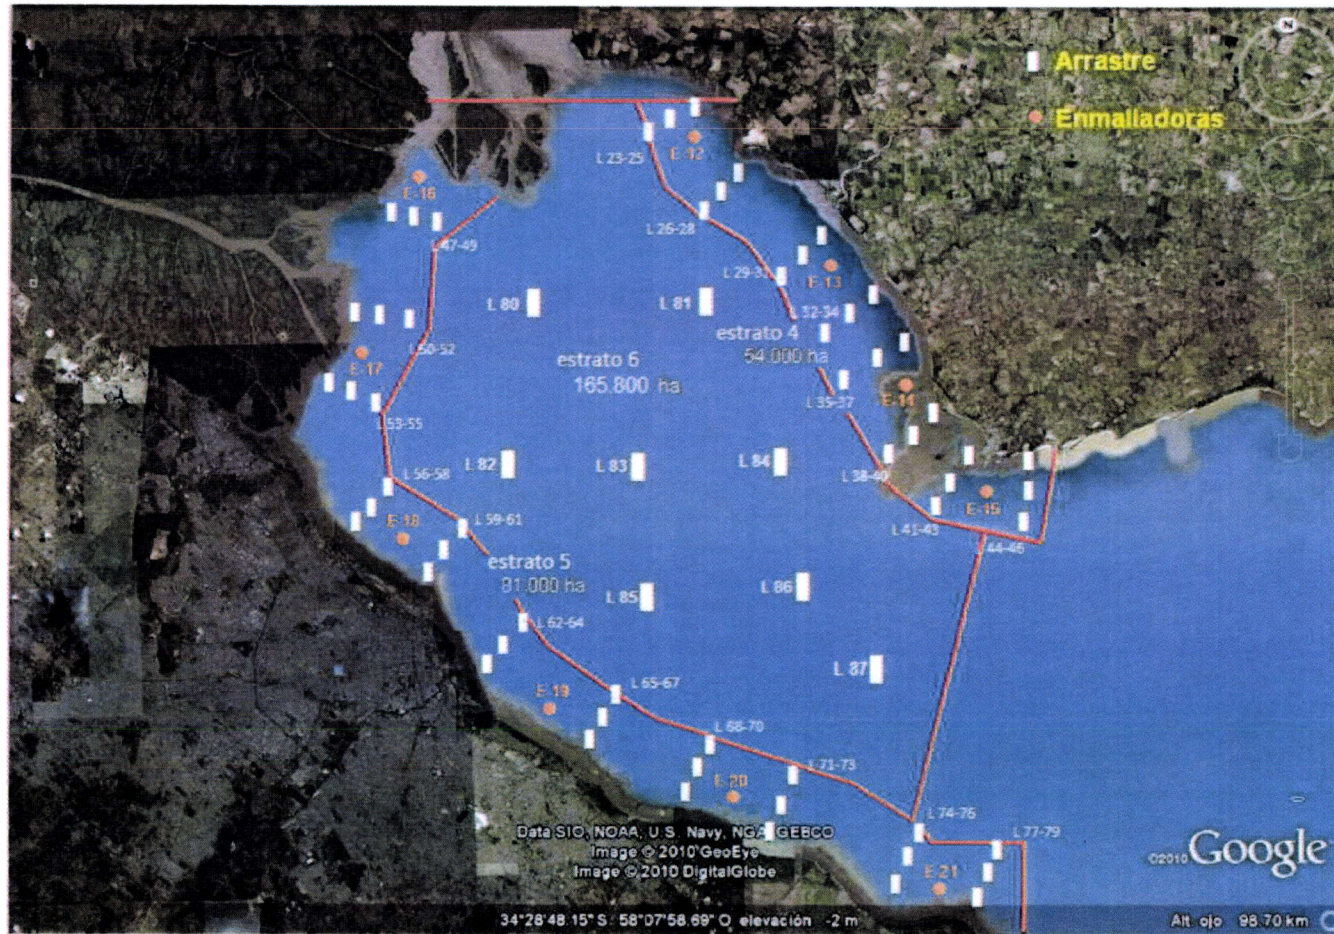 N
Arrastre
Enmalladoras
E-12
L 23-25
E-16
L 26-28
L 47-49
L 29-31
E-13
L 80
L 81
L 32-34
estrato 4
54.000 ha
L 50-52
estrato 6
165.800 ha
E-17
E-14
L 35-37
L 53-55
L 82
L 83
L 84
L 56-58
L 38-40
E-15
L 59-61
L 41-43
E-18
L 44-46
estrato 5
81.000 ha
L 85
L 86
L 62-64
L 87
L 65-67
E-19
L 68-70
L 71-73
E-20
L 74-76
L 77-79
E-21
Data SIO, NOAA, U.S. Navy, NGA, GEBCO
Image © 2010 GeoEye
Image © 2010 DigitalGlobe
©2010 Google
34°28'48.15" S 58°07'58.69" O elevación -2 m
Alt. ojo 98.70 km